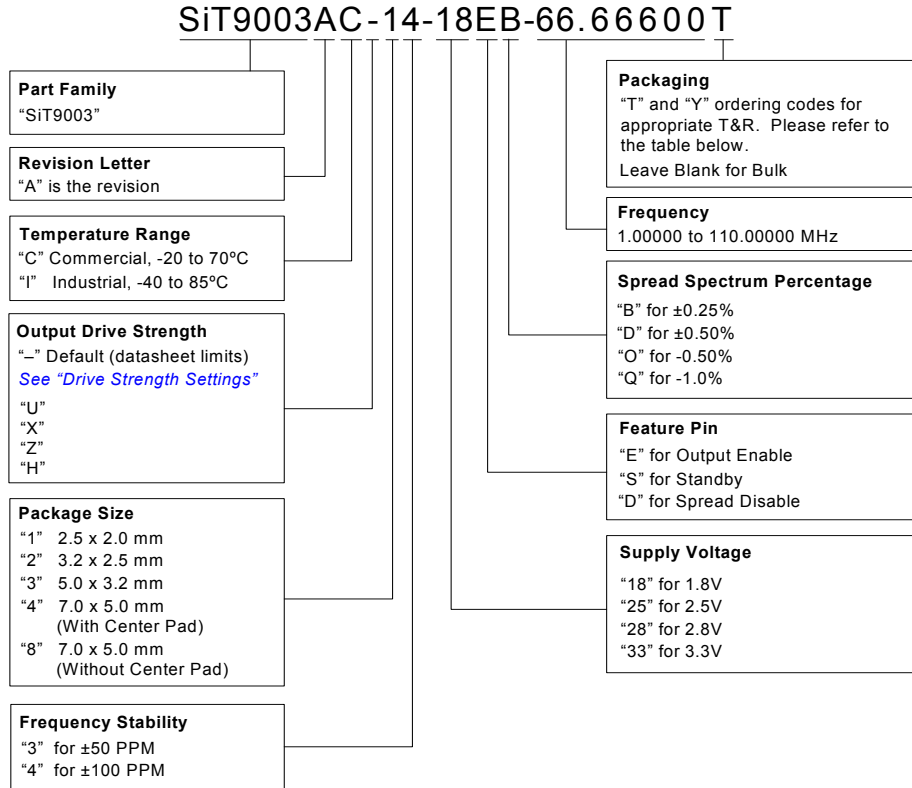 SiT9003AC-14-18EB-66.66600T
Part Family
“SiT9003”
Revision Letter
“A” is the revision
Temperature Range
“C” Commercial, -20 to 70ºC
“I” Industrial, -40 to 85ºC
Output Drive Strength
“–” Default (datasheet limits)
See “Drive Strength Settings”
“U”
“X”
“Z”
“H”
Package Size
“1” 2.5 x 2.0 mm
“2” 3.2 x 2.5 mm
“3” 5.0 x 3.2 mm
“4” 7.0 x 5.0 mm
(With Center Pad)
“8” 7.0 x 5.0 mm
(Without Center Pad)
Frequency Stability
“3” for ±50 PPM
“4” for ±100 PPM
Packaging
“T” and “Y” ordering codes for
appropriate T&R. Please refer to
the table below.
Leave Blank for Bulk
Frequency
1.00000 to 110.00000 MHz
Spread Spectrum Percentage
“B” for ±0.25%
“D” for ±0.50%
“O” for -0.50%
“Q” for -1.0%
Feature Pin
“E” for Output Enable
“S” for Standby
“D” for Spread Disable
Supply Voltage
“18” for 1.8V
“25” for 2.5V
“28” for 2.8V
“33” for 3.3V